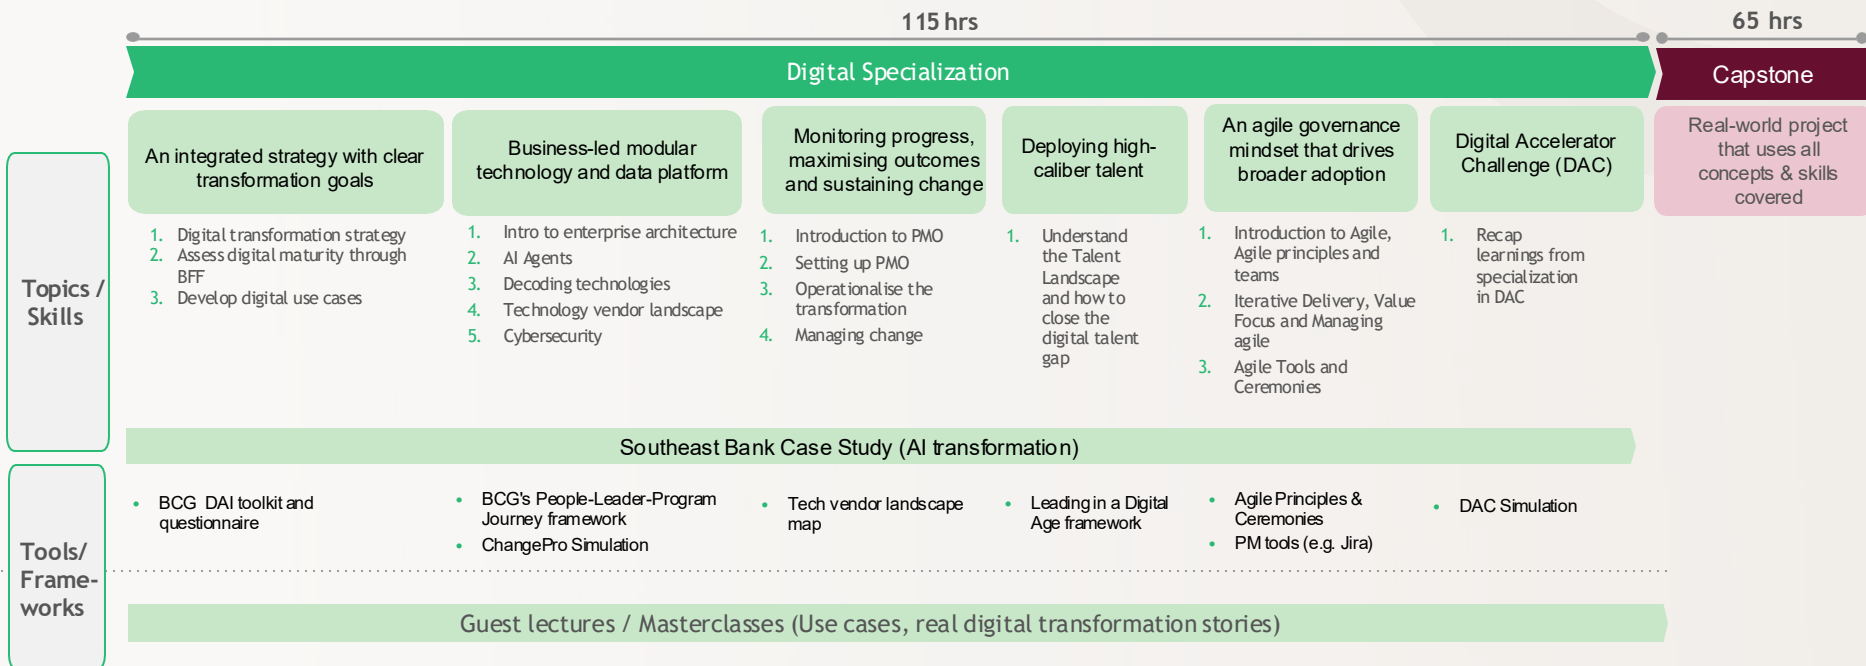 115 hrs
65 hrs
Digital Specialization
Capstone
An integrated strategy with clear
transformation goals
Business-led modular
technology and data platform
Monitoring progress,
maximising outcomes
and sustaining change
Deploying high-
caliber talent
An agile governance
mindset that drives
broader adoption
Digital Accelerator
Challenge (DAC)
Real-world project
that uses all
concepts & skills
covered
Topics /
Skills
1. Digital transformation strategy
2. Assess digital maturity through
BFF
3. Develop digital use cases
1. Intro to enterprise architecture
2. AI Agents
3. Decoding technologies
4. Technology vendor landscape
5. Cybersecurity
1. Introduction to PMO
2. Setting up PMO
3. Operationalise the
transformation
4. Managing change
1. Understand
the Talent
Landscape
and how to
close the
digital talent
gap
1. Introduction to Agile,
Agile principles and
teams
2. Iterative Delivery, Value
Focus and Managing
agile
3. Agile Tools and
Ceremonies
1. Recap
learnings from
specialization
in DAC
Southeast Bank Case Study (AI transformation)
Tools/
Frame-
works
• BCG DAI toolkit and
questionnaire
• BCG's People-Leader-Program
Journey framework
• ChangePro Simulation
• Tech vendor landscape
map
• Leading in a Digital
Age framework
• Agile Principles &
Ceremonies
• PM tools (e.g. Jira)
• DAC Simulation
Guest lectures / Masterclasses (Use cases, real digital transformation stories)